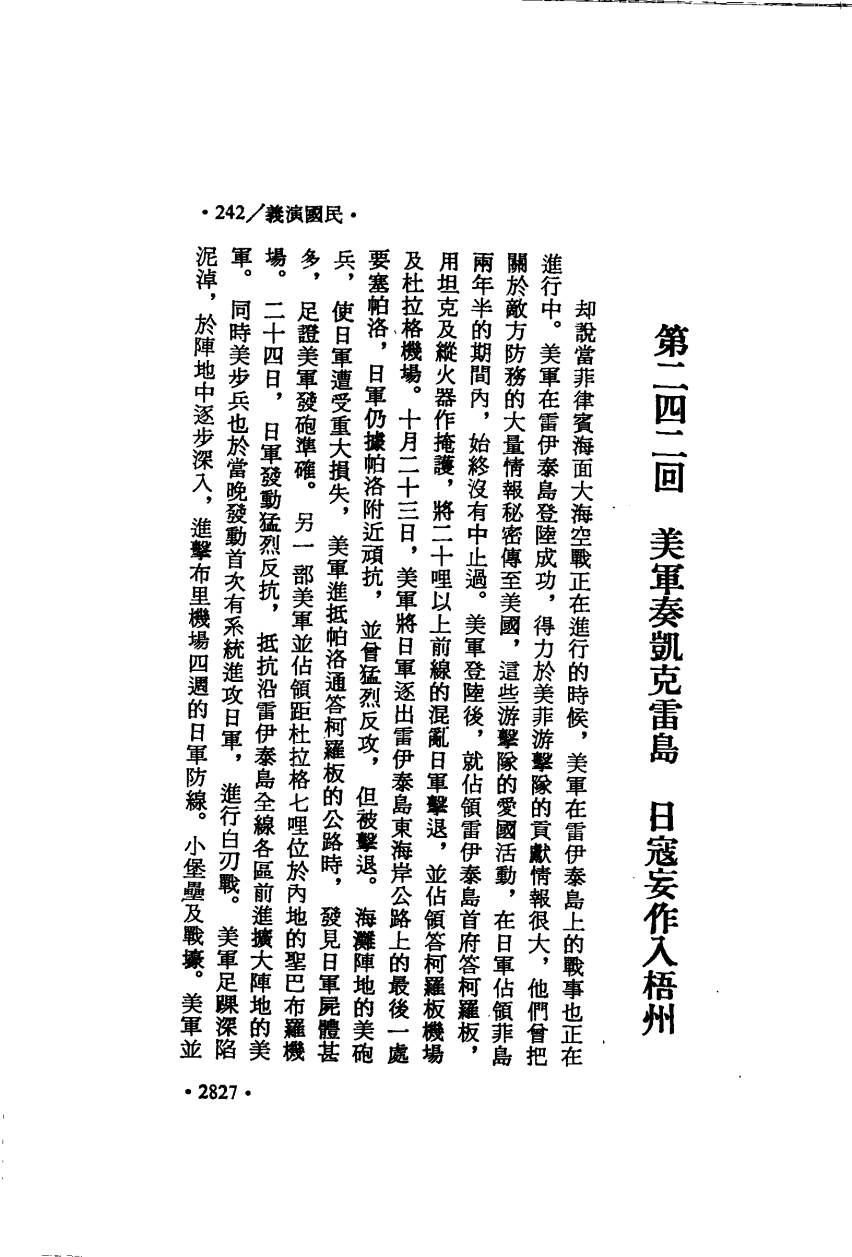 •242／義演國民•
第二四二回　美軍奏凱克雷島　日寇妄作入梧州
却說當菲律賓海面大海空戰正在進行的時候，美軍在雷伊泰島上的戰事也正在
進行中。美軍在雷伊泰島登陸成功，得力於美菲游擊隊的貢獻情報很大，他們曾把
關於敵方防務的大量情報秘密傳至美國，這些游擊隊的愛國活動，在日軍佔領菲島
兩年半的期間內，始終沒有中止過。美軍登陸後，就佔領雷伊泰島首府答柯羅板，
用坦克及縱火器作掩護，將二十哩以上前線的混亂日軍擊退，並佔領答柯羅板機場
及杜拉格機場。十月二十三日，美軍將日軍逐出雷伊泰島東海岸公路上的最後一處
要塞帕洛，日軍仍據帕洛附近頑抗，並曾猛烈反攻，但被擊退。海灘陣地的美砲
兵，使日軍遭受重大損失，美軍進抵帕洛通答柯羅板的公路時，發見日軍屍體甚
多，足證美軍發砲準確。另一部美軍並佔領距杜拉格七哩位於內地的聖巴布羅機
場。二十四日，日軍發動猛烈反抗，抵抗沿雷伊泰島全線各區前進擴大陣地的美
軍。同時美步兵也於當晚發動首次有系統進攻日軍，進行白刃戰。美軍足踝深陷
泥淖，於陣地中逐步深入，進擊布里機場四週的日軍防線。小堡壘及戰壕。美軍並
•2827•